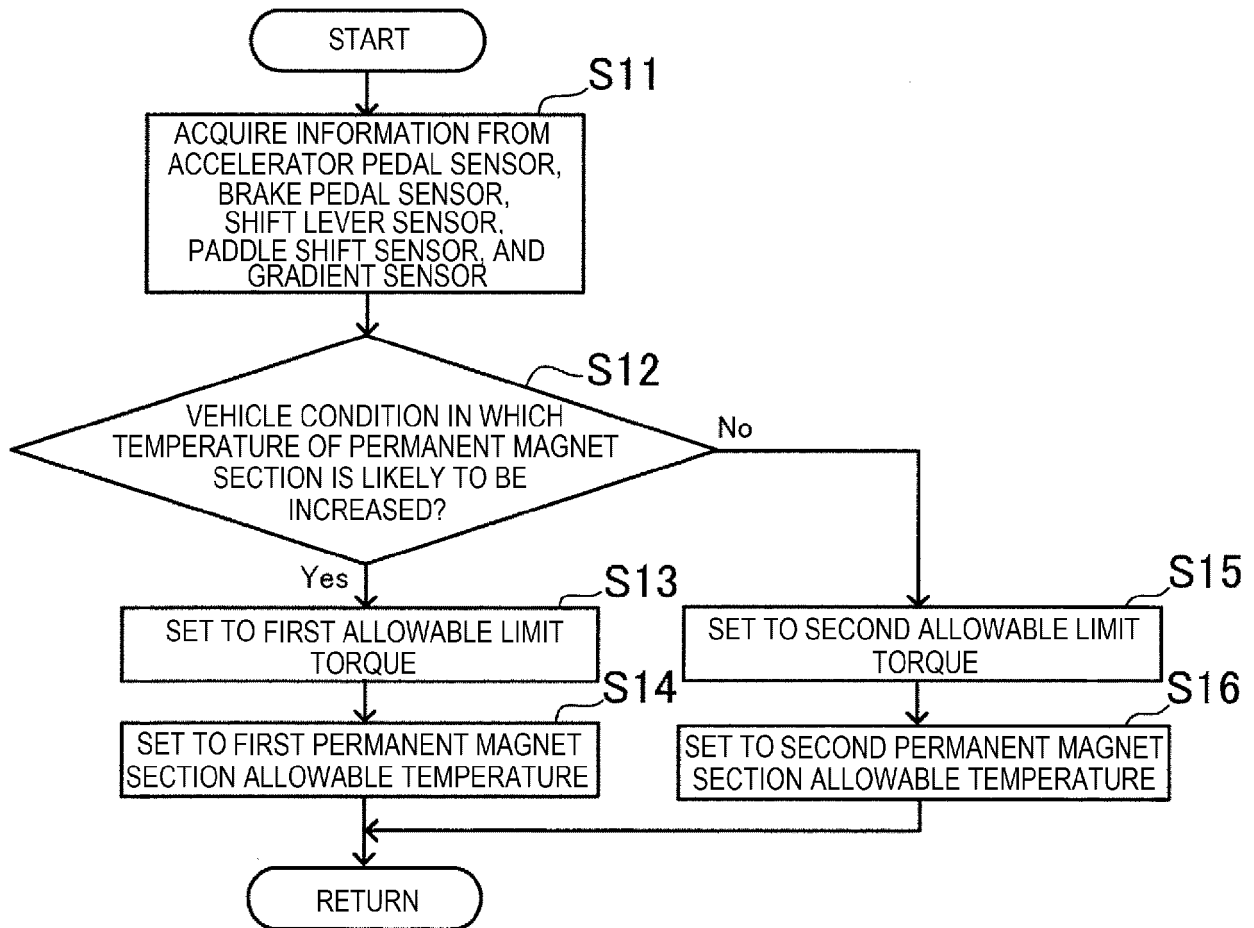 START
S11
ACQUIRE INFORMATION FROM
ACCELERATOR PEDAL SENSOR,
BRAKE PEDAL SENSOR,
SHIFT LEVER SENSOR,
PADDLE SHIFT SENSOR, AND
GRADIENT SENSOR
S12
VEHICLE CONDITION IN WHICH
TEMPERATURE OF PERMANENT MAGNET
SECTION IS LIKELY TO BE
INCREASED?
No
Yes
S13
SET TO FIRST ALLOWABLE LIMIT
TORQUE
S14
SET TO FIRST PERMANENT MAGNET
SECTION ALLOWABLE TEMPERATURE
S15
SET TO SECOND ALLOWABLE LIMIT
TORQUE
S16
SET TO SECOND PERMANENT MAGNET
SECTION ALLOWABLE TEMPERATURE
RETURN